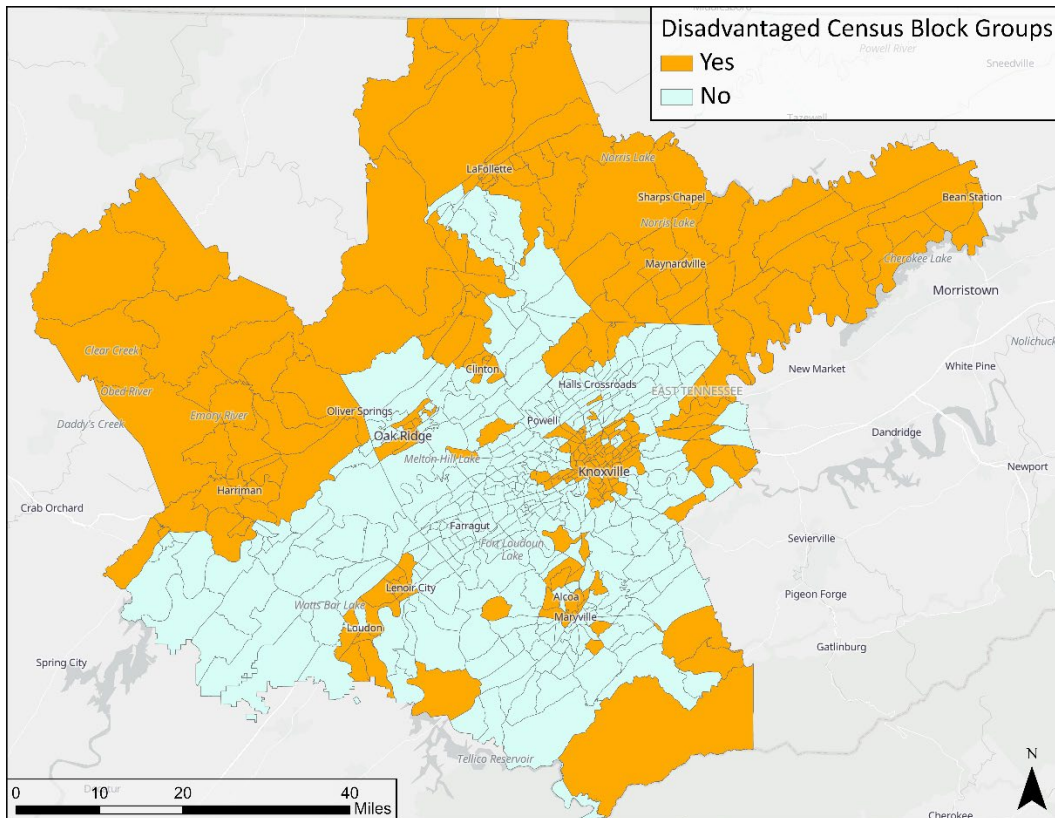 Disadvantaged Census Block Groups
Yes
No
Middlesboro
Powell River
Sneedville
Tazewell
Norris Lake
LaFollette
Sharps Chapel
Bean Station
Norris Lake
Maynardville
Cherokee Lake
Morristown
Nolichuck
Clear Creek
Obed River
Daddy's Creek
Emory River
Clinton
New Market
White Pine
Halls Crossroads
EAST TENNESSEE
Oliver Springs
Oak Ridge
Powell
Dandridge
Melton Hill Lake
Knoxville
Newport
Harriman
Crab Orchard
Farragut
Fort Loudoun
Lake
Sevierville
Lenoir City
Alcoa
Watts Bar Lake
Maryville
Pigeon Forge
Loudon
Gatlinburg
Spring City
Tellico Reservoir
N
0 10 20 40
Miles
Cherokee